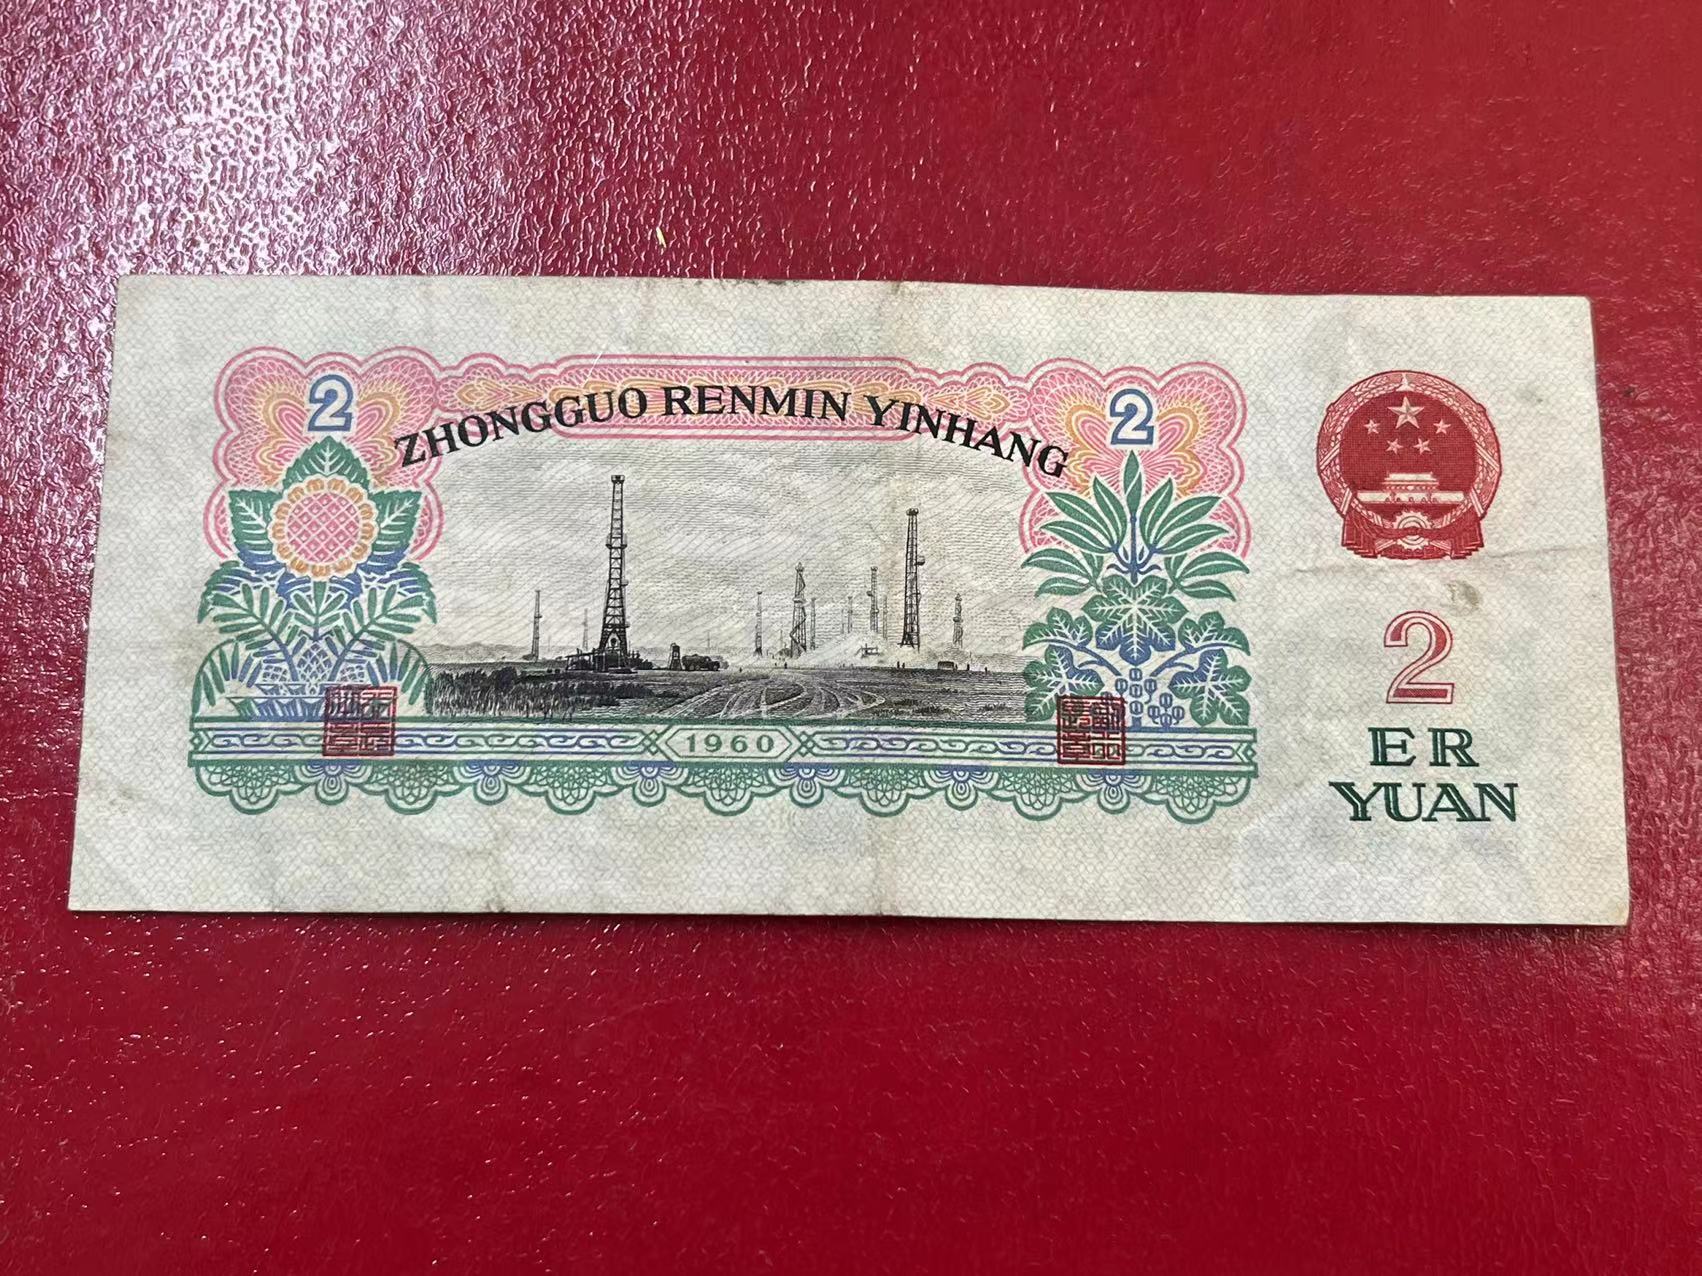 2
2
ZHONGGUO RENMIN YINHANG
1960
2
ER
YUAN